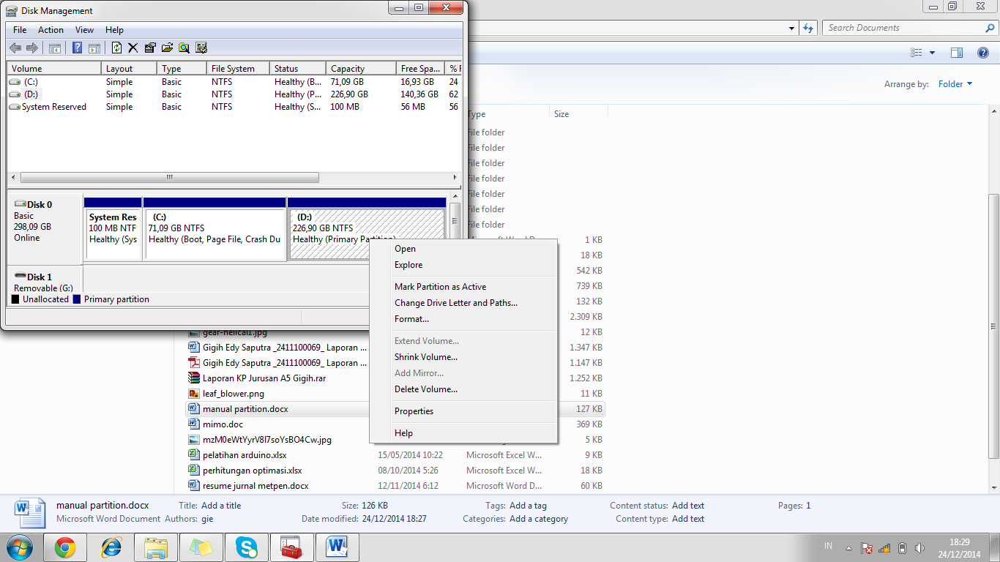 Disk Management
File Action View Help
Volume Layout Type File System Status Capacity Free Spa... % F
(C:) Simple Basic NTFS Healthy (B... 71,09 GB 16,93 GB 24
(D:) Simple Basic NTFS Healthy (P... 226,90 GB 140,36 GB 62
System Reserved Simple Basic NTFS Healthy (S... 100 MB 56 MB 56
Disk 0
Basic
298,09 GB
Online
System Res
100 MB NTF
Healthy (Sys
(C:)
71,09 GB NTFS
Healthy (Boot, Page File, Crash Du
(D:)
226,90 GB NTFS
Healthy (Primary Partition)
Disk 1
Removable (G:)
Unallocated Primary partition
Open
Explore
Mark Partition as Active
Change Drive Letter and Paths...
Format...
Extend Volume...
Shrink Volume...
Add Mirror...
Delete Volume...
Properties
Help
Search Documents
Arrange by: Folder
Type Size
File folder
File folder
File folder
File folder
File folder
File folder
File folder
Microsoft Word D... 1 KB
18 KB
542 KB
739 KB
132 KB
2.309 KB
gear-helical1.jpg 12 KB
Gigih Edy Saputra _2411100069_ Laporan ... 1.347 KB
Gigih Edy Saputra _2411100069_ Laporan ... 1.147 KB
Laporan KP Jurusan A5 Gigih.rar 1.252 KB
leaf_blower.png 11 KB
manual partition.docx 127 KB
mimo.doc 369 KB
mzM0eWtYyrV8l7soYsBO4Cw.jpg 5 KB
pelatihan arduino.xlsx 15/05/2014 10:22 Microsoft Excel W... 9 KB
perhitungan optimasi.xlsx 08/10/2014 5:26 Microsoft Excel W... 18 KB
resume jurnal metpen.docx 12/11/2014 6:12 Microsoft Word D... 60 KB
manual partition.docx Title: Add a title Size: 126 KB Tags: Add a tag Content status: Add text Pages: 1
Microsoft Word Document Authors: gie Date modified: 24/12/2014 18:27 Categories: Add a category Content type: Add text
IN 18:29
24/12/2014